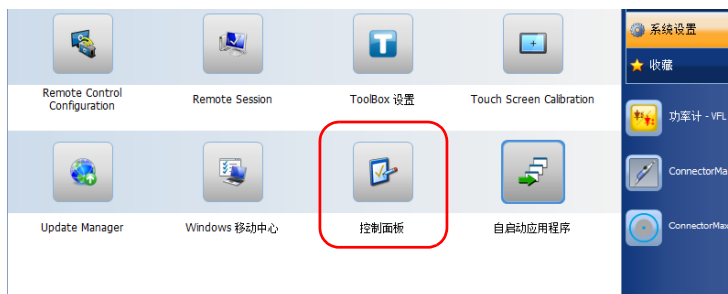 Remote Control
Configuration
Remote Session
ToolBox 设置
Touch Screen Calibration
Update Manager
Windows 移动中心
控制面板
自启动应用程序
系统设置
收藏
功率计 - VFL
ConnectorMa
ConnectorMax